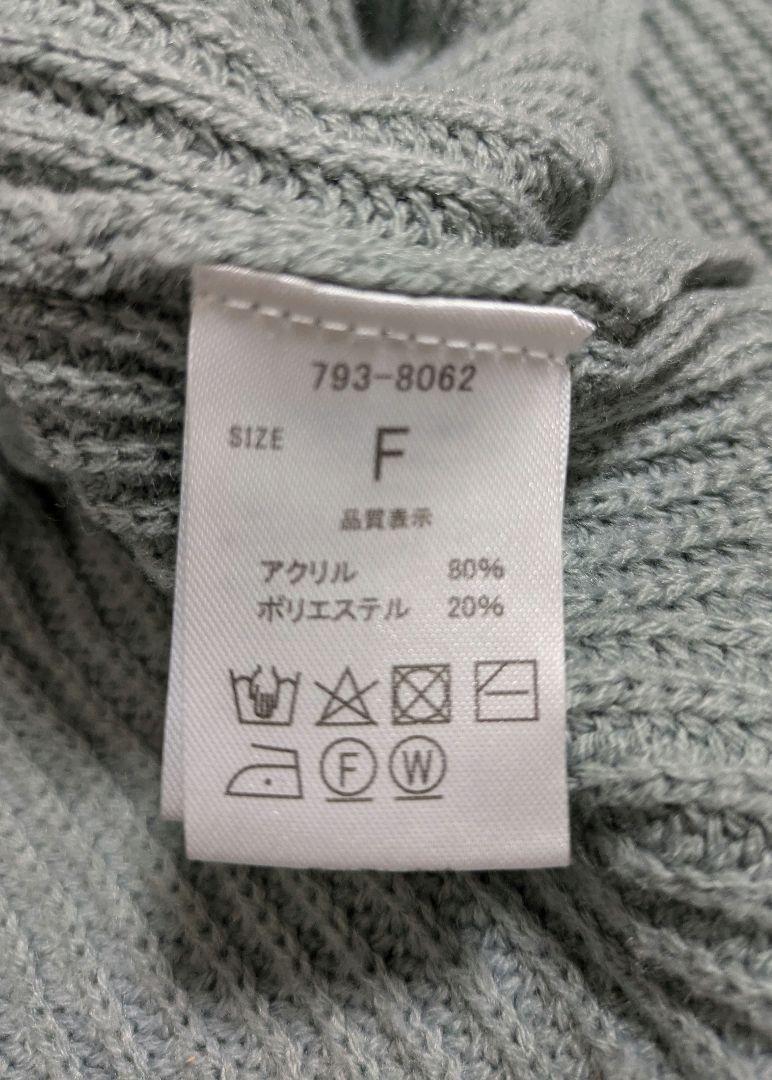 793-8062
SIZE F
品質表示
アクリル 80%
ポリエステル 20%
F W